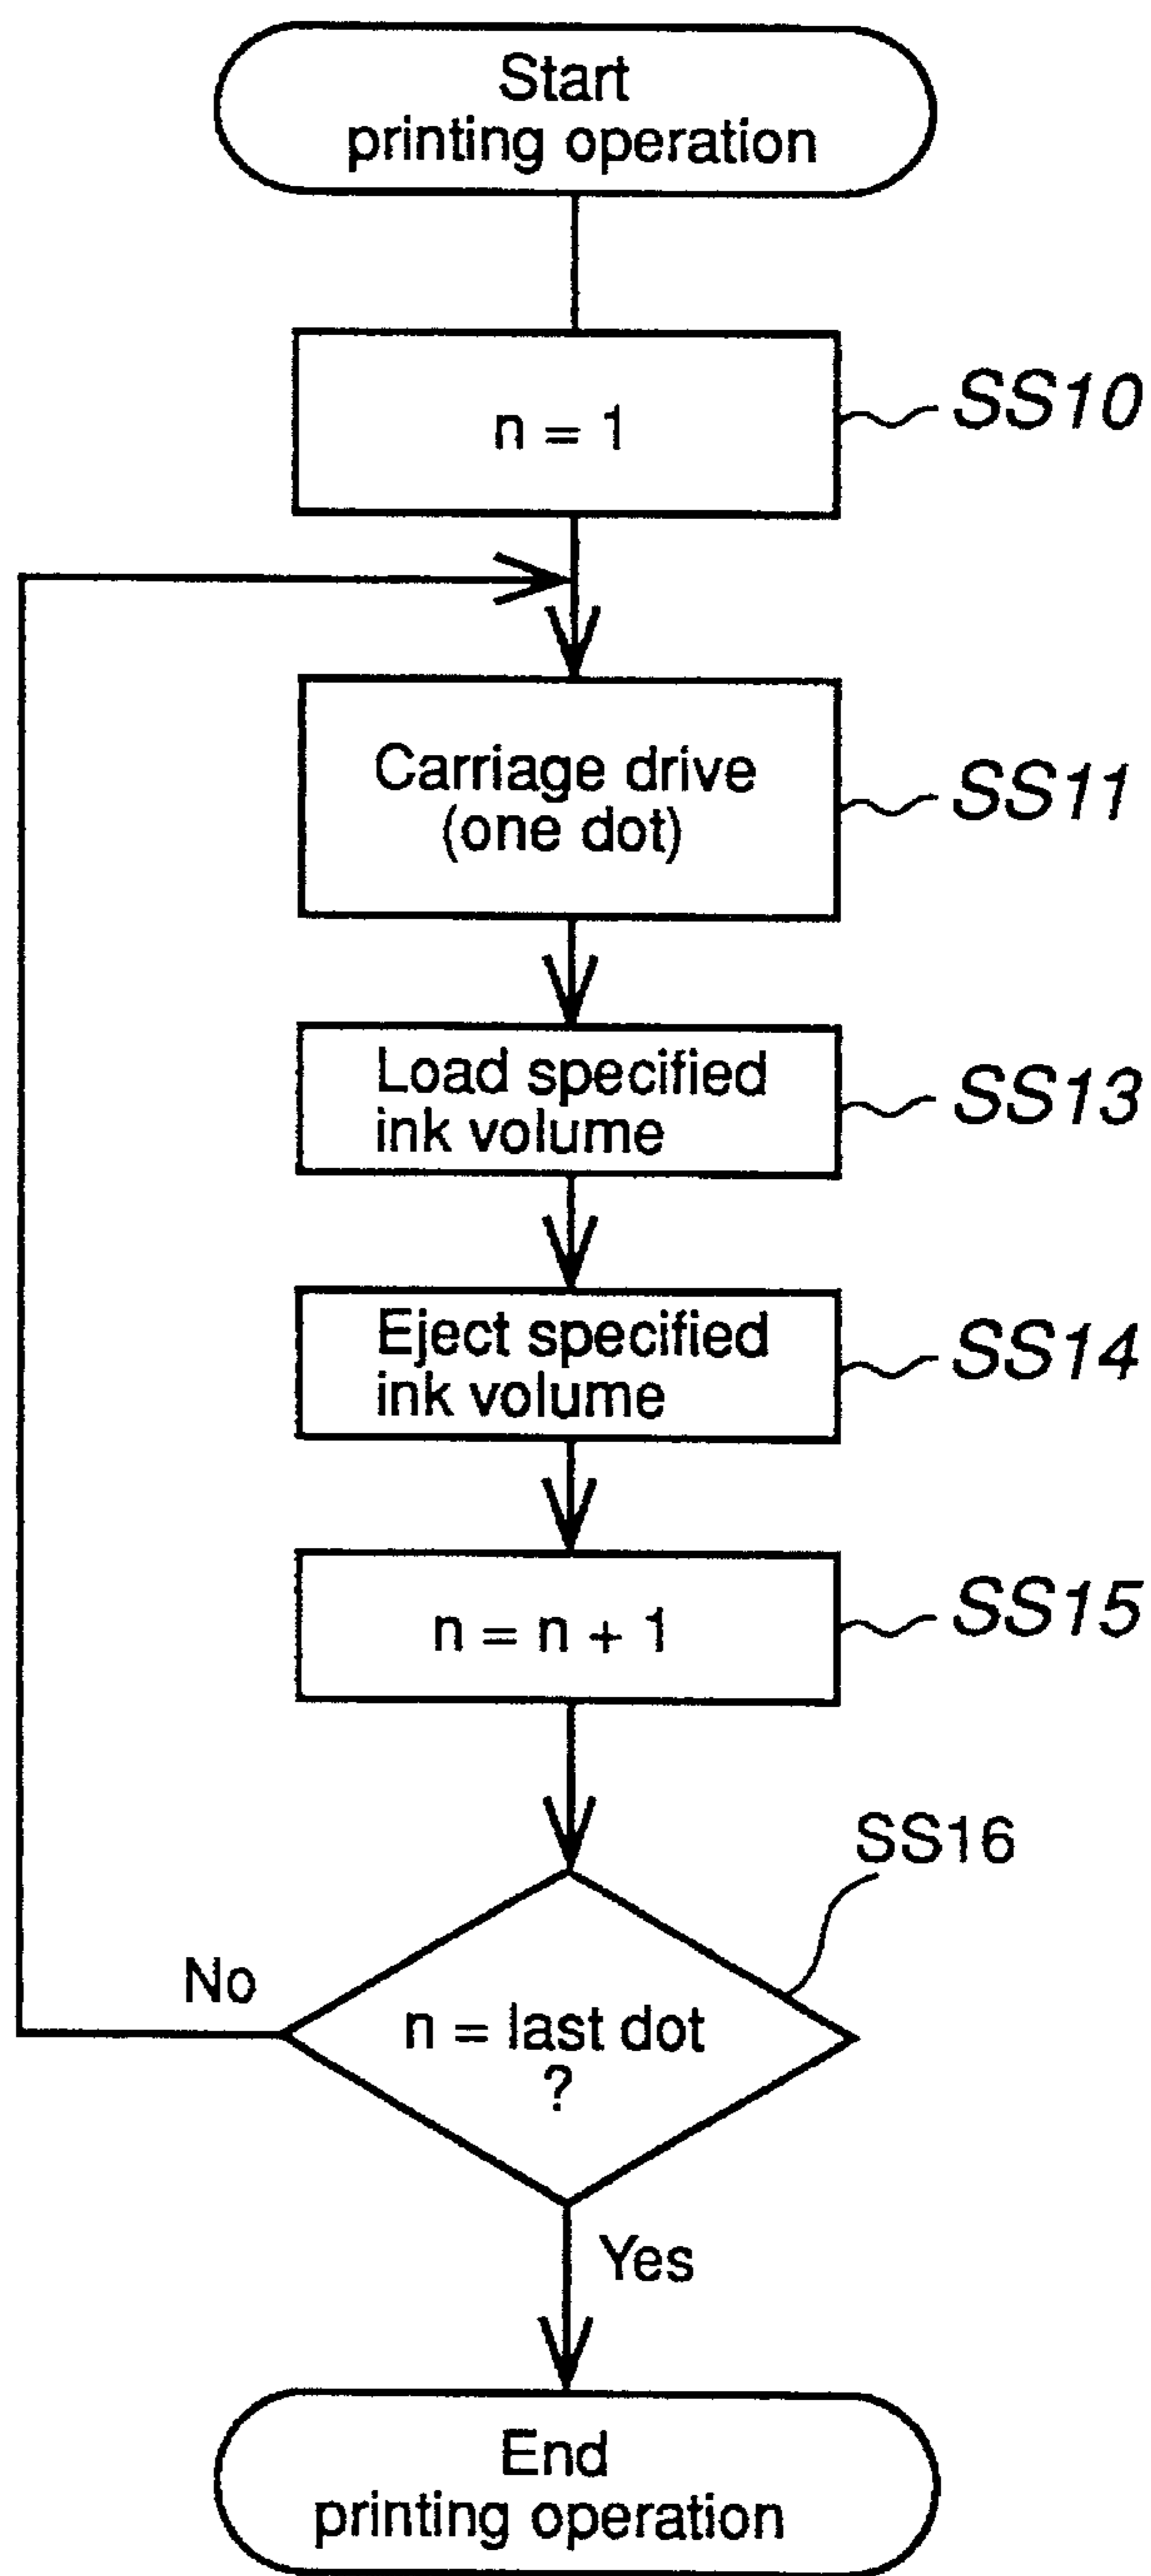 Start
printing operation
n = 1
SS10
Carriage drive
(one dot)
SS11
Load specified
ink volume
SS13
Eject specified
ink volume
SS14
n = n + 1
SS15
SS16
No
n = last dot
?
Yes
End
printing operation